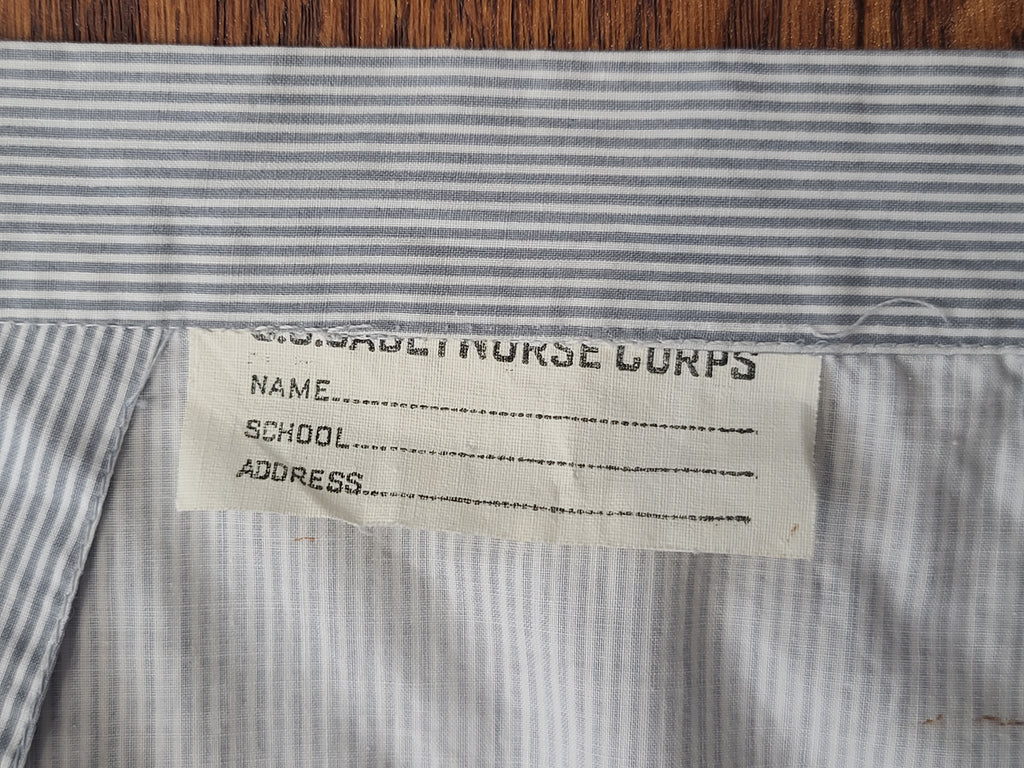 U.S.CADET NURSE CORPS
NAME
SCHOOL
ADDRESS